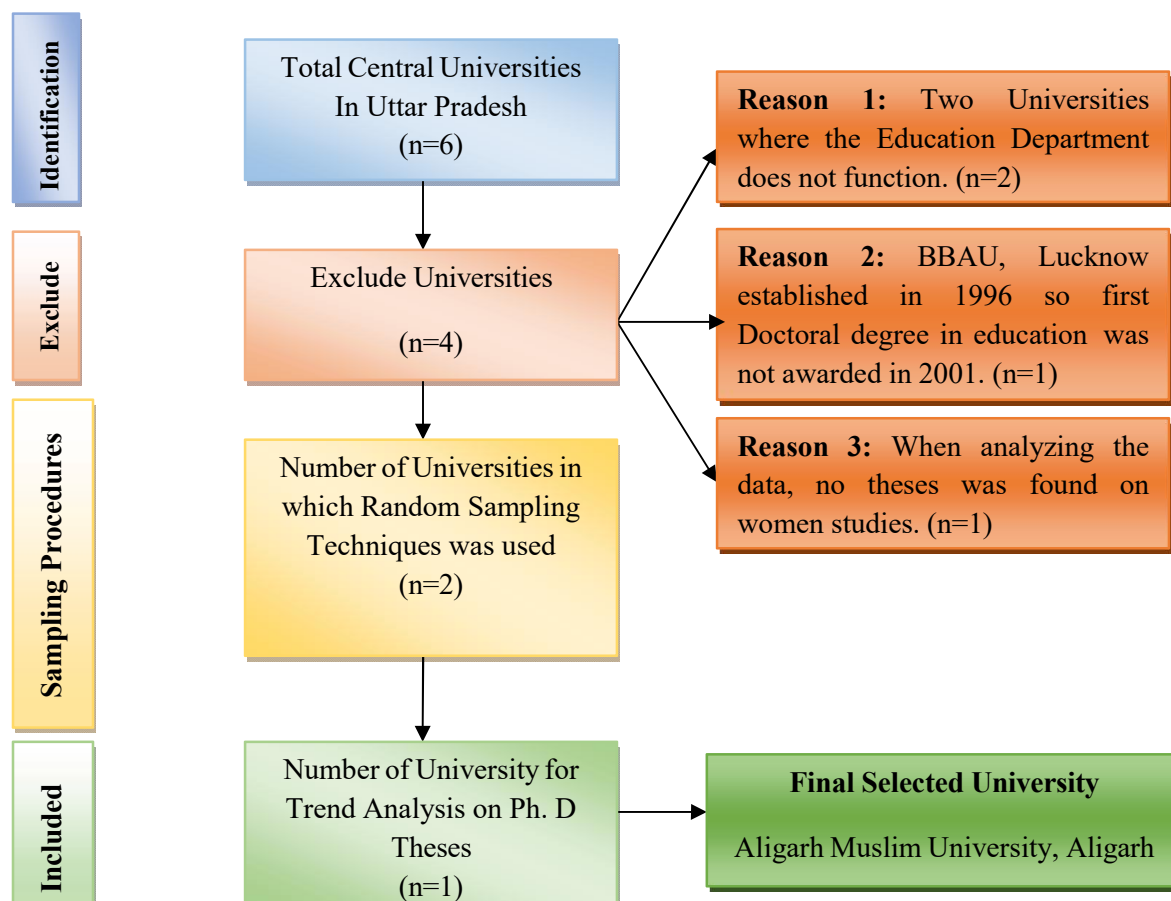 Identification
Total Central Universities
In Uttar Pradesh
(n=6)
Reason 1: Two Universities
where the Education Department
does not function. (n=2)
Exclude
Exclude Universities
(n=4)
Reason 2: BBAU, Lucknow
established in 1996 so first
Doctoral degree in education was
not awarded in 2001. (n=1)
Reason 3: When analyzing the
data, no theses was found on
women studies. (n=1)
Sampling Procedures
Number of Universities in
which Random Sampling
Techniques was used
(n=2)
Included
Number of University for
Trend Analysis on Ph. D
Theses
(n=1)
Final Selected University
Aligarh Muslim University, Aligarh